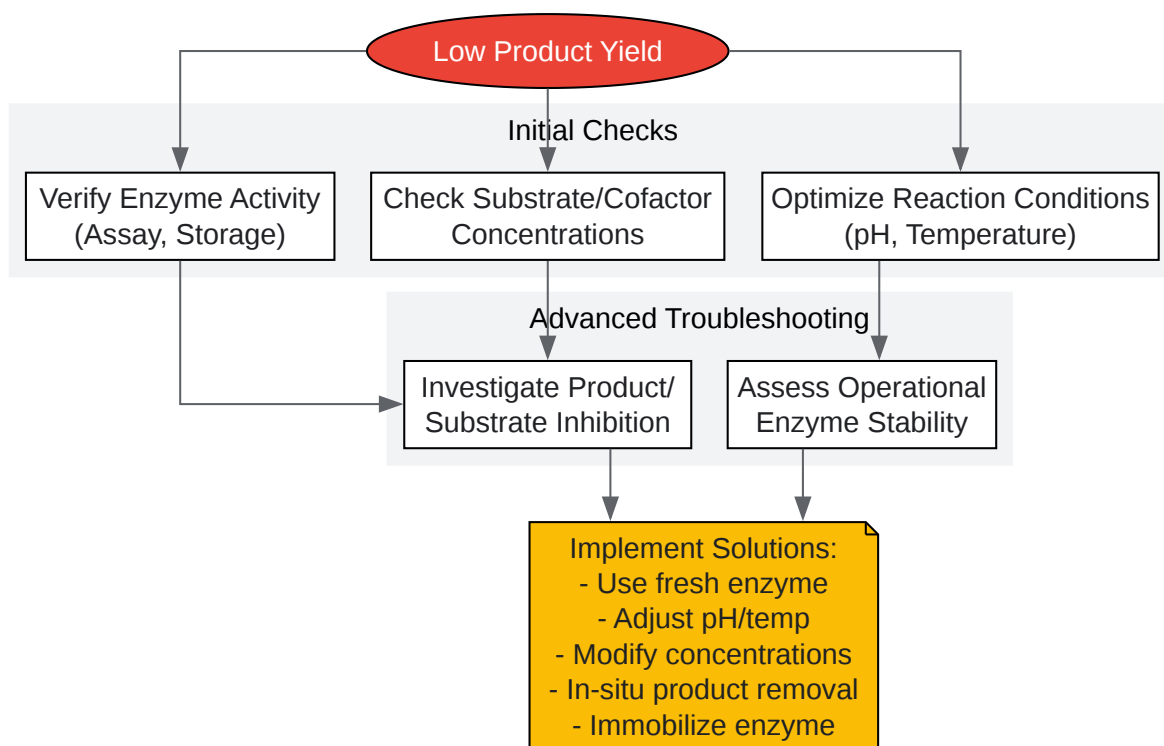 Low Product Yield
Initial Checks
Verify Enzyme Activity
(Assay, Storage)
Check Substrate/Cofactor
Concentrations
Optimize Reaction Conditions
(pH, Temperature)
Advanced Troubleshooting
Investigate Product/
Substrate Inhibition
Assess Operational
Enzyme Stability
Implement Solutions:
- Use fresh enzyme
- Adjust pH/temp
- Modify concentrations
- In-situ product removal
- Immobilize enzyme